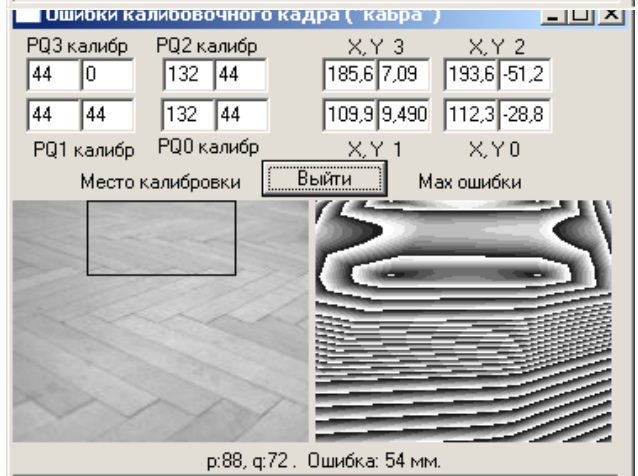 Ошибки калибовочного кадра ("кабра")
PQ3 калибр PQ2 калибр X,Y 3 X,Y 2
44 0 132 44 185,6 7,09 193,6 -51,2
44 44 132 44 109,9 9,490 112,3 -28,8
PQ1 калибр PQ0 калибр X,Y 1 X,Y 0
Место калибровки Выйти Мах ошибки
p:88, q:72 . Ошибка: 54 мм.